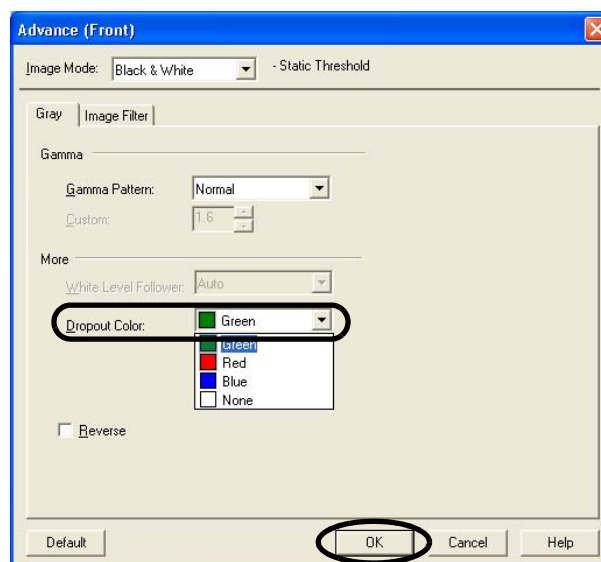 Advance (Front)
Image Mode: Black & White - Static Threshold
Gray Image Filter
Gamma
Gamma Pattern: Normal
Custom: 1.6
More
White Level Follower: Auto
Dropout Color: Green
Green
Red
Blue
None
Reverse
Default OK Cancel Help